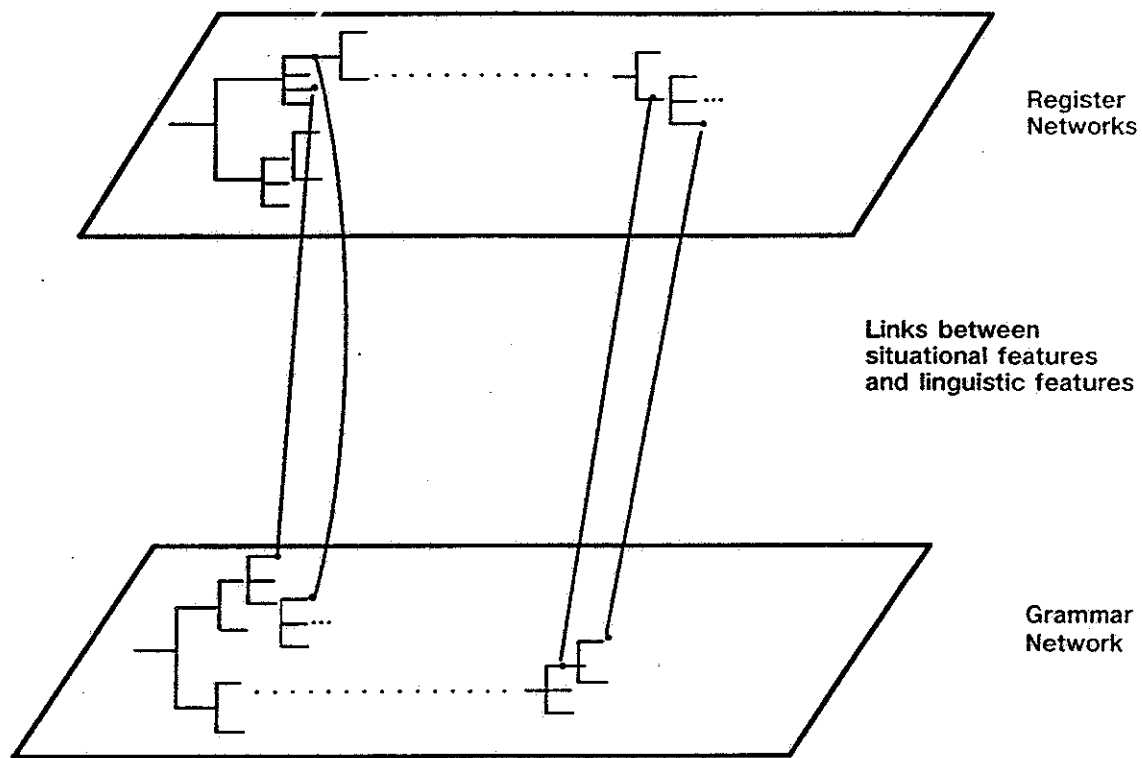 Register
Networks
Links between
situational features
and linguistic features
Grammar
Network